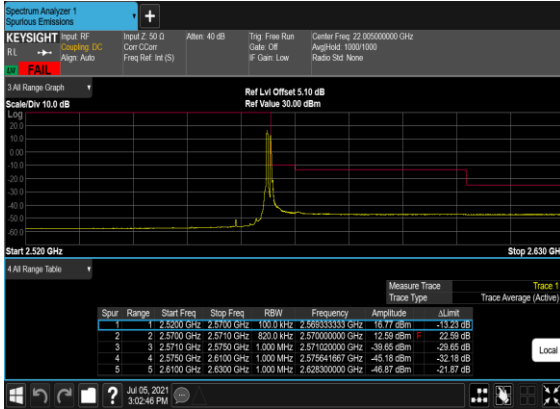 Spectrum Analyzer 1
Spurious Emissions
KEYSIGHT Input: RF Input Z: 50 Ω Atten: 40 dB Trig: Free Run Center Freq: 22.005000000 GHz
RL Coupling: DC Corr CCorr Gate: Off Avg|Hold: 1000/1000
Align: Auto Freq Ref: Int (S) IF Gain: Low Radio Std: None
FAIL
3 All Range Graph
Ref Lvl Offset 5.10 dB
Scale/Div 10.0 dB Ref Value 30.00 dBm
Log
20.0
10.0
0.00
-10.0
-20.0
-30.0
-40.0
-50.0
-60.0
Start 2.520 GHz Stop 2.630 GH
4 All Range Table
Measure Trace Trace 1
Trace Type Trace Average (Active)
Spur Range Start Freq Stop Freq RBW Frequency Amplitude ΔLimit
1 1 2.5200 GHz 2.5700 GHz 100.0 kHz 2.569333333 GHz 16.77 dBm -13.23 dB
2 2 2.5700 GHz 2.5710 GHz 820.0 kHz 2.570000000 GHz 12.59 dBm F 22.59 dB
3 3 2.5710 GHz 2.5750 GHz 1.000 MHz 2.571020000 GHz -39.65 dBm -29.65 dB
4 4 2.5750 GHz 2.6100 GHz 1.000 MHz 2.575641667 GHz -45.18 dBm -32.18 dB
5 5 2.6100 GHz 2.6300 GHz 1.000 MHz 2.628300000 GHz -46.87 dBm -21.87 dB
Local
Jul 05, 2021
3:02:46 PM